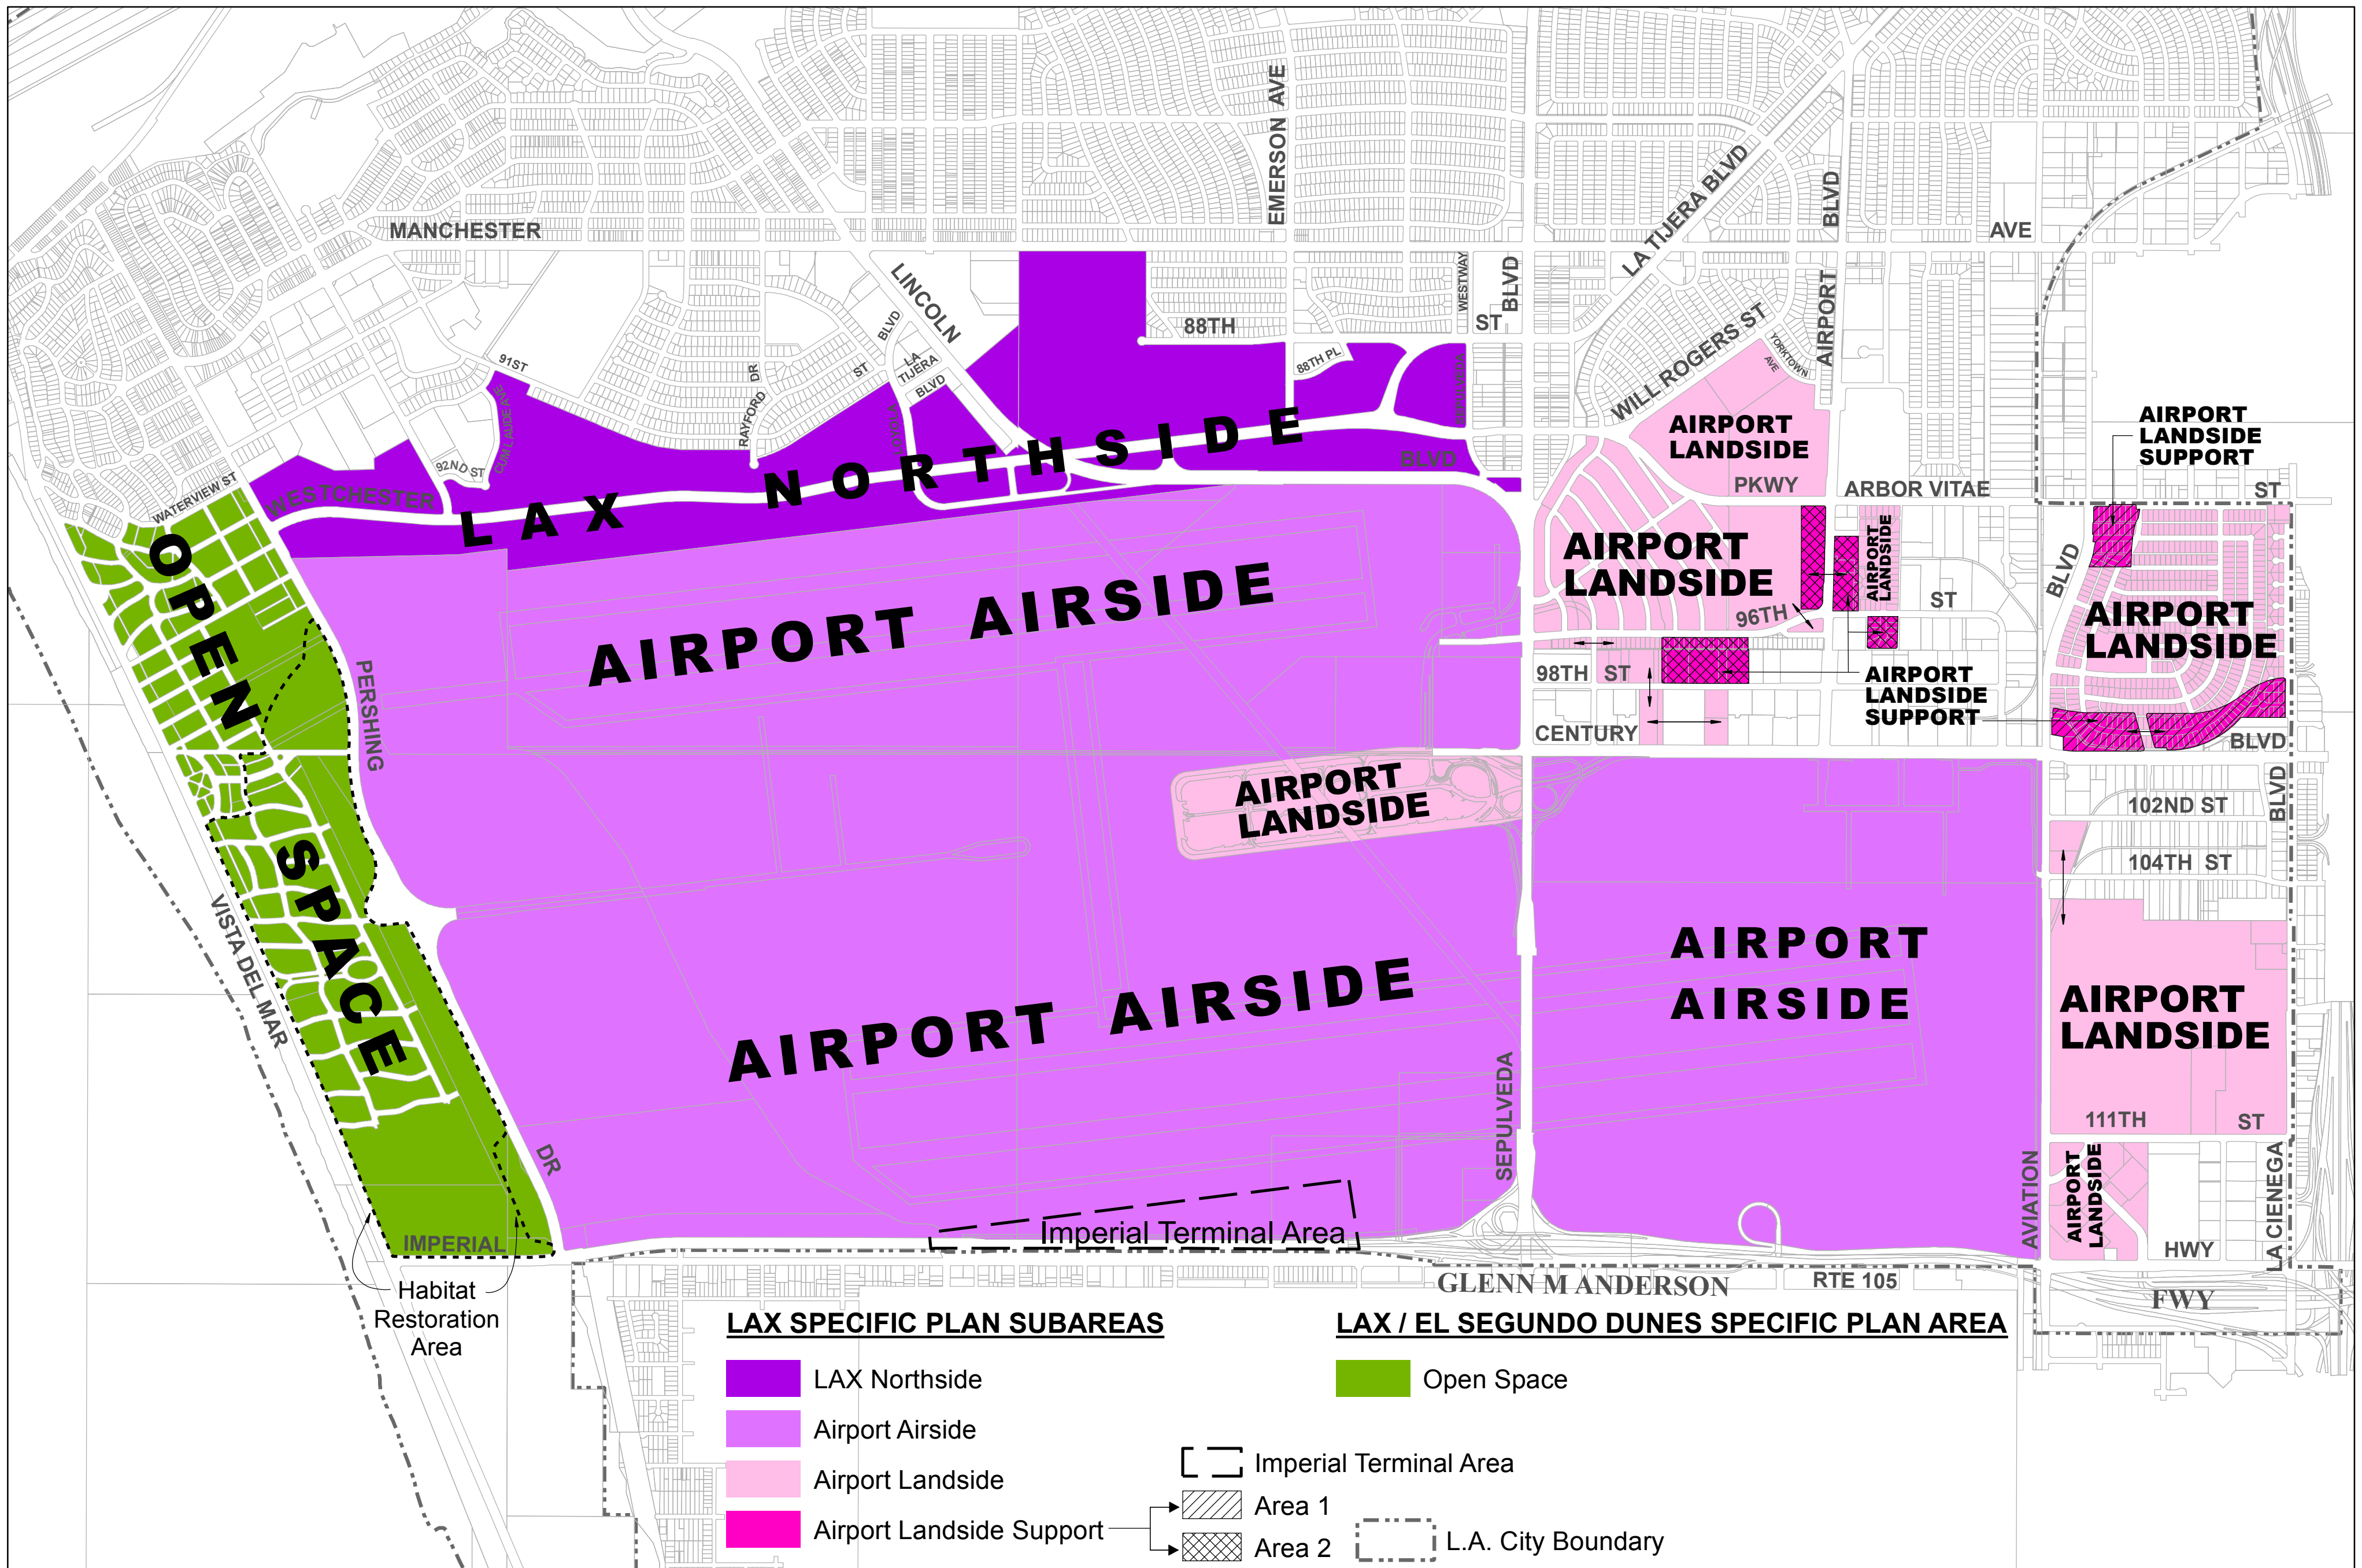 MANCHESTER
EMERSON AVE
LA TIJERA BLVD
BLVD
AVE
LINCOLN
88TH
ST
WESTWAY
BLVD
WILL ROGERS ST
YORKTOWN
AVE
AIRPORT
91ST
CUM LAUDE AVE
92ND ST
RAYFORD
DR
ST
BLVD
LA
TIJERA
BLVD
LOYOLA
88TH PL
SEPULVEDA
WATERVIEW ST
WESTCHESTER
BLVD
LAX NORTHSIDE
AIRPORT
LANDSIDE
PKWY
ARBOR VITAE
ST
AIRPORT
LANDSIDE
SUPPORT
OPEN SPACE
AIRPORT AIRSIDE
AIRPORT
LANDSIDE
AIRPORT
LANDSIDE
96TH
ST
BLVD
AIRPORT
LANDSIDE
PERSHING
98TH ST
AIRPORT
LANDSIDE
SUPPORT
CENTURY
BLVD
AIRPORT
LANDSIDE
102ND ST
BLVD
104TH ST
VISTA DEL MAR
AIRPORT AIRSIDE
AIRPORT
AIRSIDE
AIRPORT
LANDSIDE
SEPULVEDA
111TH
ST
DR
AIRPORT
LANDSIDE
AVIATION
LA CIENEGA
IMPERIAL
Imperial Terminal Area
HWY
Habitat
Restoration
Area
GLENN M ANDERSON
RTE 105
FWY
LAX SPECIFIC PLAN SUBAREAS
LAX Northside
Airport Airside
Airport Landside
Airport Landside Support
LAX / EL SEGUNDO DUNES SPECIFIC PLAN AREA
Open Space
Imperial Terminal Area
Area 1
Area 2
L.A. City Boundary